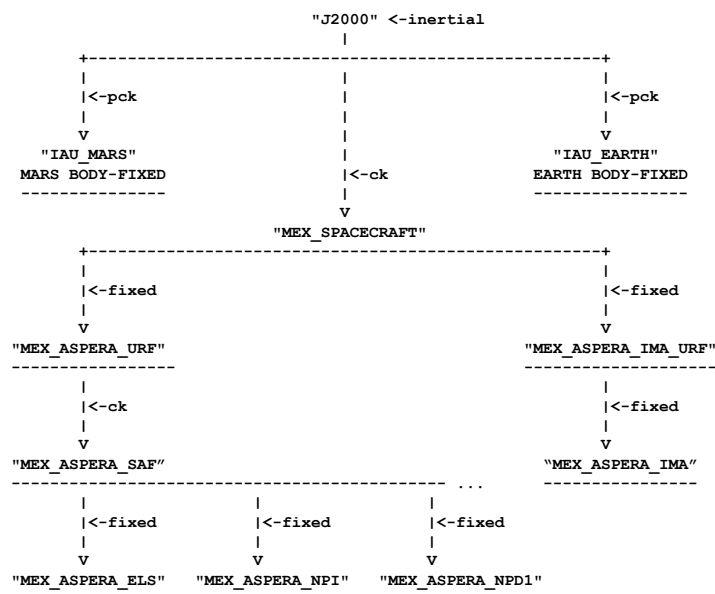 "J2000" <-inertial
|
+-----------------------------------------------------------+
| | |
|<-pck | |<-pck
| | |
V | V
"IAU_MARS" | "IAU_EARTH"
MARS BODY-FIXED |<-ck EARTH BODY-FIXED
--------------- | ----------------
V
"MEX_SPACECRAFT"
+-----------------------------------------------------------+
| |
|<-fixed |<-fixed
| |
V V
"MEX_ASPERA_URF" "MEX_ASPERA_IMA_URF"
----------------- --------------------
| |
|<-ck |<-fixed
| |
V V
"MEX_ASPERA_SAF” “MEX_ASPERA_IMA”
--------------------------------------------- ... ----------------
| | |
|<-fixed |<-fixed |<-fixed
| | |
V V V
"MEX_ASPERA_ELS" "MEX_ASPERA_NPI" "MEX_ASPERA_NPD1"